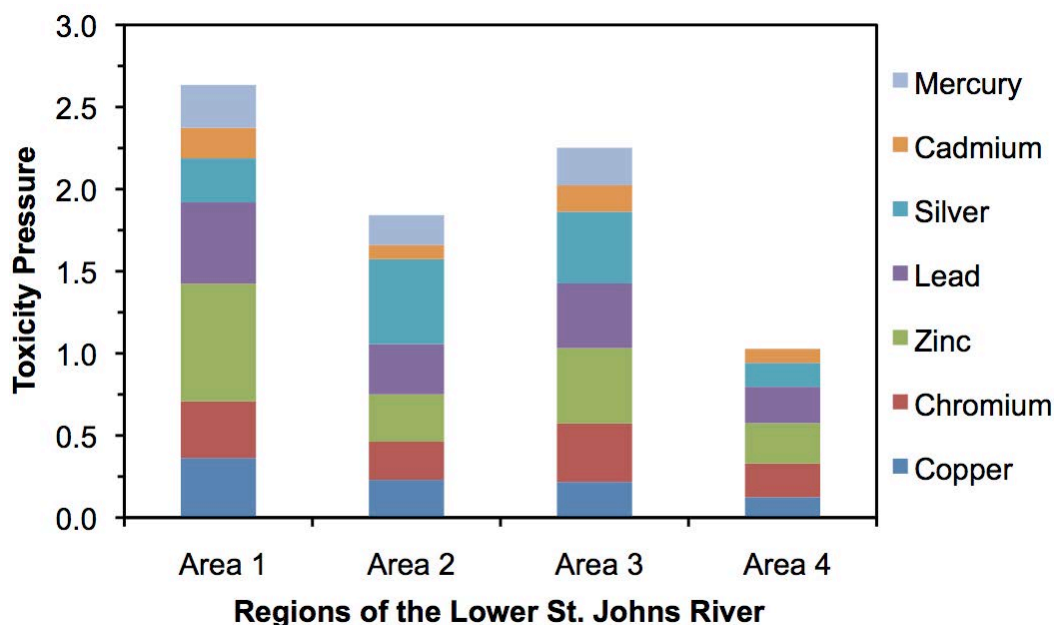 Toxicity Pressure
3.0
2.5
2.0
1.5
1.0
0.5
0.0
Area 1
Area 2
Area 3
Area 4
Regions of the Lower St. Johns River
Mercury
Cadmium
Silver
Lead
Zinc
Chromium
Copper